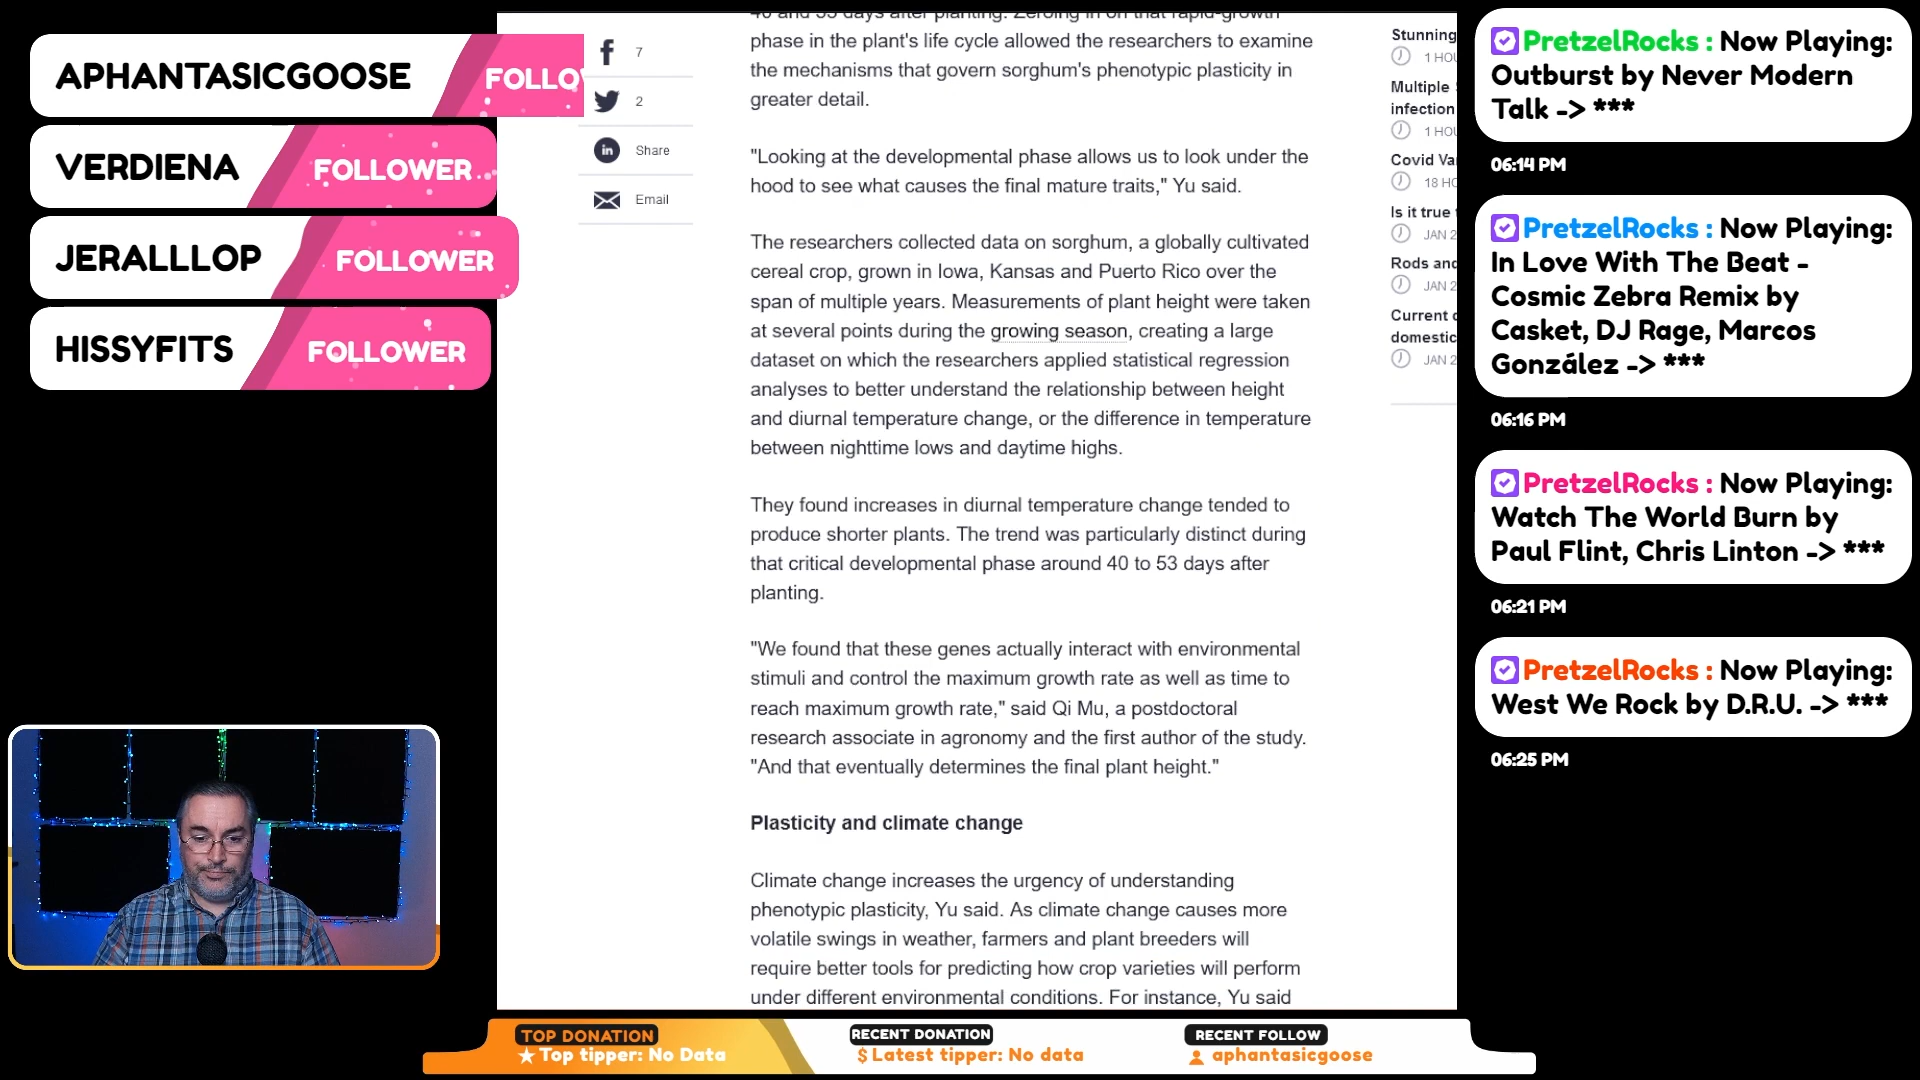 APHANTASICGOOSE
FOLLO
VERDIENA
FOLLOWER
JERALLLOP
FOLLOWER
HISSYFITS
FOLLOWER
7
2
Share
Email
phase in the plant's life cycle allowed the researchers to examine
the mechanisms that govern sorghum's phenotypic plasticity in
greater detail.
"Looking at the developmental phase allows us to look under the
hood to see what causes the final mature traits," Yu said.
The researchers collected data on sorghum, a globally cultivated
cereal crop, grown in Iowa, Kansas and Puerto Rico over the
span of multiple years. Measurements of plant height were taken
at several points during the growing season, creating a large
dataset on which the researchers applied statistical regression
analyses to better understand the relationship between height
and diurnal temperature change, or the difference in temperature
between nighttime lows and daytime highs.
They found increases in diurnal temperature change tended to
produce shorter plants. The trend was particularly distinct during
that critical developmental phase around 40 to 53 days after
planting.
"We found that these genes actually interact with environmental
stimuli and control the maximum growth rate as well as time to
reach maximum growth rate," said Qi Mu, a postdoctoral
research associate in agronomy and the first author of the study.
"And that eventually determines the final plant height."
Plasticity and climate change
Climate change increases the urgency of understanding
phenotypic plasticity, Yu said. As climate change causes more
volatile swings in weather, farmers and plant breeders will
require better tools for predicting how crop varieties will perform
under different environmental conditions. For instance, Yu said
Stunning
1 HOU
Multiple
infection
1 HOU
Covid Va
18 HO
Is it true
JAN 2
Rods and
JAN 2
Current
domestic
JAN 2
PretzelRocks : Now Playing:
Outburst by Never Modern
Talk -> ***
06:14 PM
PretzelRocks : Now Playing:
In Love With The Beat -
Cosmic Zebra Remix by
Casket, DJ Rage, Marcos
González -> ***
06:16 PM
PretzelRocks : Now Playing:
Watch The World Burn by
Paul Flint, Chris Linton -> ***
06:21 PM
PretzelRocks : Now Playing:
West We Rock by D.R.U. -> ***
06:25 PM
TOP DONATION
Top tipper: No Data
RECENT DONATION
$ Latest tipper: No data
RECENT FOLLOW
aphantasicgoose